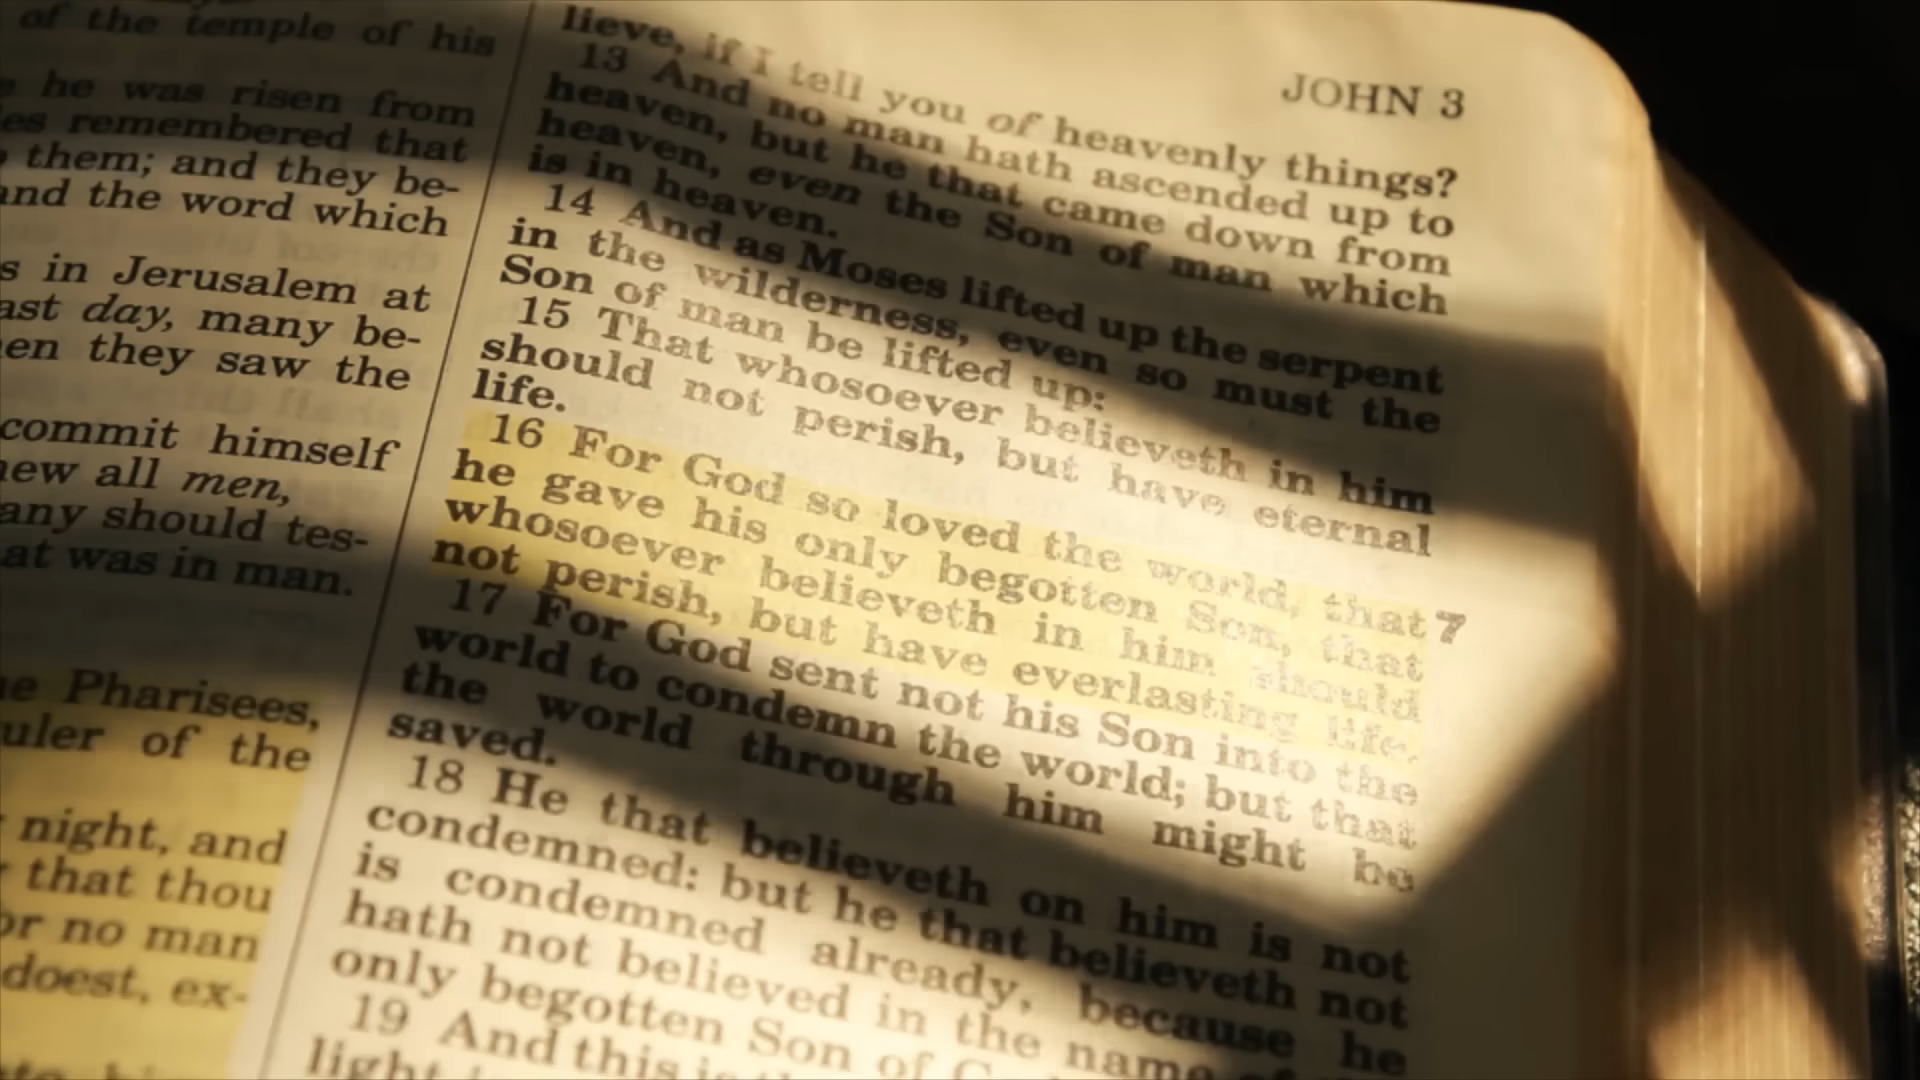 of the temple of his
he was risen from
remembered that
them; and they be-
and the word which
in Jerusalem at
day, many be-
they saw the
commit himself
all men,
any should tes-
at was in man.
Pharisees,
of the
night, and
that thou
no man
doest, ex-
JOHN 3
lieve, if I tell you of heavenly things?
13 And no man hath ascended up to
heaven, but he that came down from
heaven, even the Son of man which
is in heaven.
14 And as Moses lifted up the serpent
in the wilderness, even so must the
Son of man be lifted up:
15 That whosoever believeth in him
should not perish, but have eternal
life.
16 For God so loved the world, that
he gave his only begotten Son, that
whosoever believeth in him should
not perish, but have everlasting life.
17 For God sent not his Son into the
world to condemn the world; but that
the world through him might be
saved.
18 He that believeth on him is not
condemned: but he that believeth not
is condemned already, because he
hath not believed in the name of
only begotten Son of
19 And this is
light
7